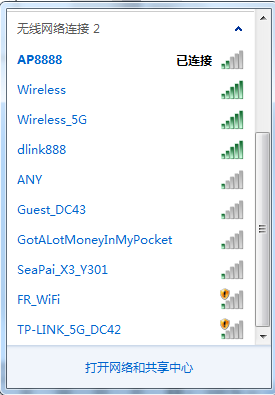 无线网络连接 2
AP8888 已连接
Wireless
Wireless_5G
dlink888
ANY
Guest_DC43
GotALotMoneyInMyPocket
SeaPai_X3_Y301
FR_WiFi
TP-LINK_5G_DC42
打开网络和共享中心